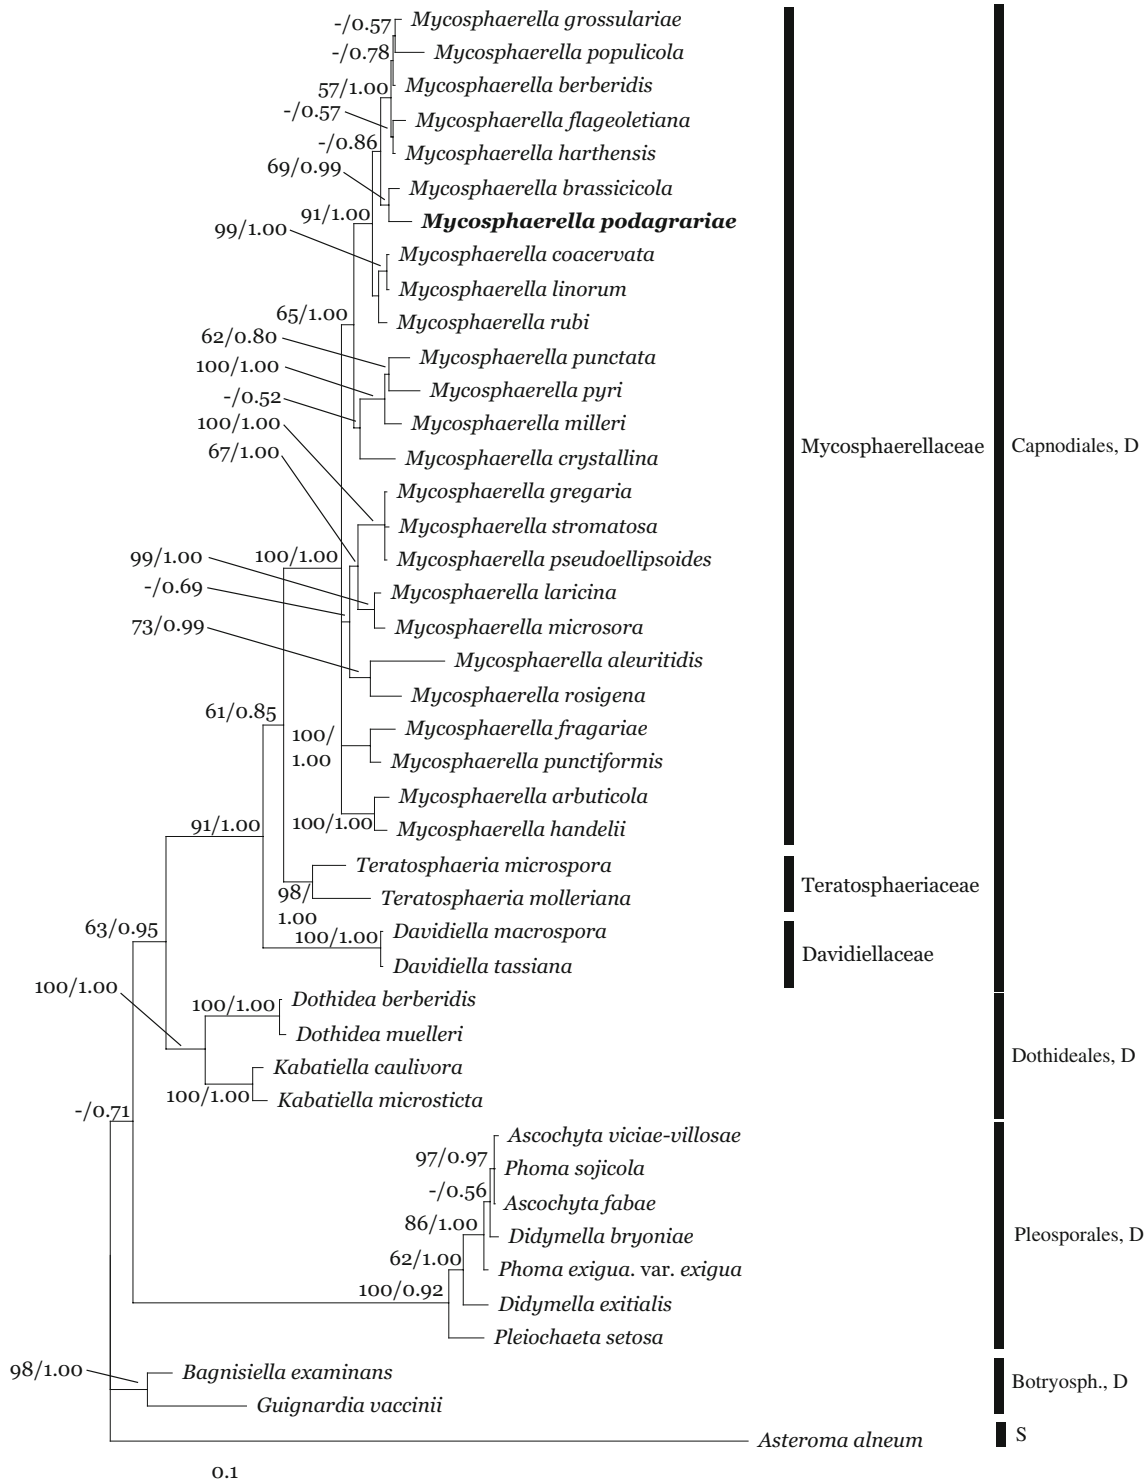 -/0.57
Mycosphaerella grossulariae
-/0.78
Mycosphaerella populicola
57/1.00
Mycosphaerella berberidis
-/0.57
Mycosphaerella flageoletiana
-/0.86
Mycosphaerella harthensis
69/0.99
Mycosphaerella brassicicola
91/1.00
Mycosphaerella podagrariae
99/1.00
Mycosphaerella coacervata
Mycosphaerella linorum
65/1.00
Mycosphaerella rubi
62/0.80
Mycosphaerella punctata
100/1.00
Mycosphaerella pyri
-/0.52
Mycosphaerella milleri
100/1.00
67/1.00
Mycosphaerella crystallina
Mycosphaerellaceae
Capnodiales, D
Mycosphaerella gregaria
Mycosphaerella stromatosa
99/1.00
100/1.00
Mycosphaerella pseudoellipsoides
-/0.69
Mycosphaerella laricina
73/0.99
Mycosphaerella microsora
Mycosphaerella aleuritidis
61/0.85
Mycosphaerella rosigena
100/
1.00
Mycosphaerella fragariae
Mycosphaerella punctiformis
Mycosphaerella arbuticola
91/1.00
100/1.00
Mycosphaerella handelii
Teratosphaeria microspora
98/
1.00
Teratosphaeria molleriana
Teratosphaeriaceae
63/0.95
100/1.00
Davidiella macrospora
Davidiella tassiana
Davidiellaceae
100/1.00
100/1.00
Dothidea berberidis
Dothidea muelleri
Dothideales, D
Kabatiella caulivora
100/1.00
Kabatiella microsticta
-/0.71
Ascochyta viciae-villosae
97/0.97
Phoma sojicola
-/0.56
Ascochyta fabae
86/1.00
Didymella bryoniae
Pleosporales, D
62/1.00
Phoma exigua. var. exigua
100/0.92
Didymella exitialis
Pleiochaeta setosa
98/1.00
Bagnisiella examinans
Botryosph., D
Guignardia vaccinii
Asteroma alneum
S
0.1